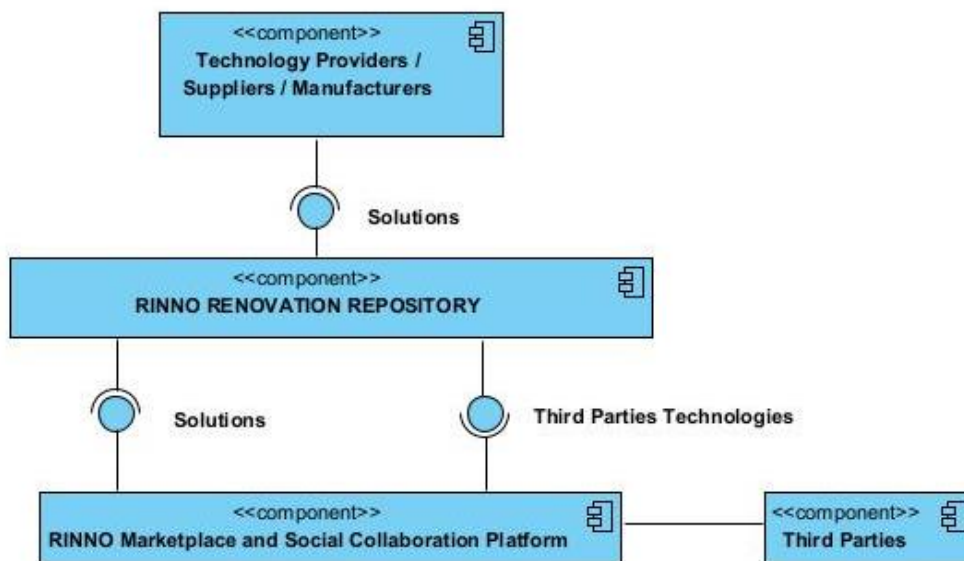 <<component>>
Technology Providers /
Suppliers / Manufacturers
Solutions
<<component>>
RINNO RENOVATION REPOSITORY
Solutions
Third Parties Technologies
<<component>>
RINNO Marketplace and Social Collaboration Platform
<<component>>
Third Parties